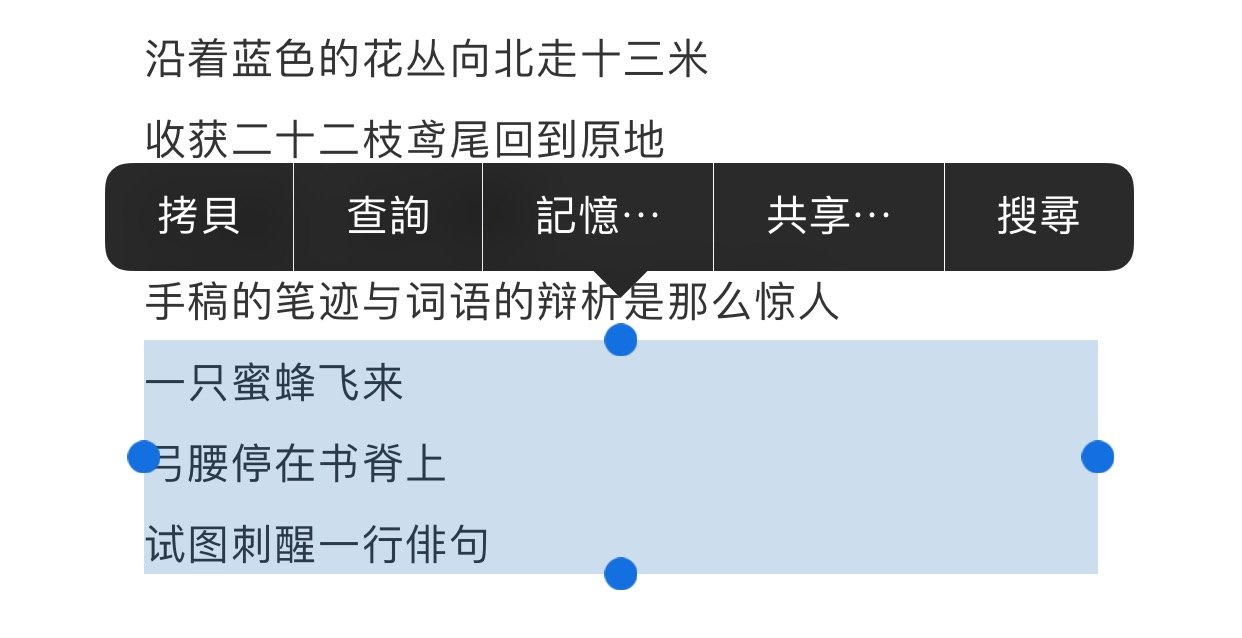 沿着蓝色的花丛向北走十三米
收获二十二枝鸢尾回到原地
拷貝 查詢 記憶… 共享… 搜尋
手稿的笔迹与词语的辩析是那么惊人
一只蜜蜂飞来
弓腰停在书脊上
试图刺醒一行俳句